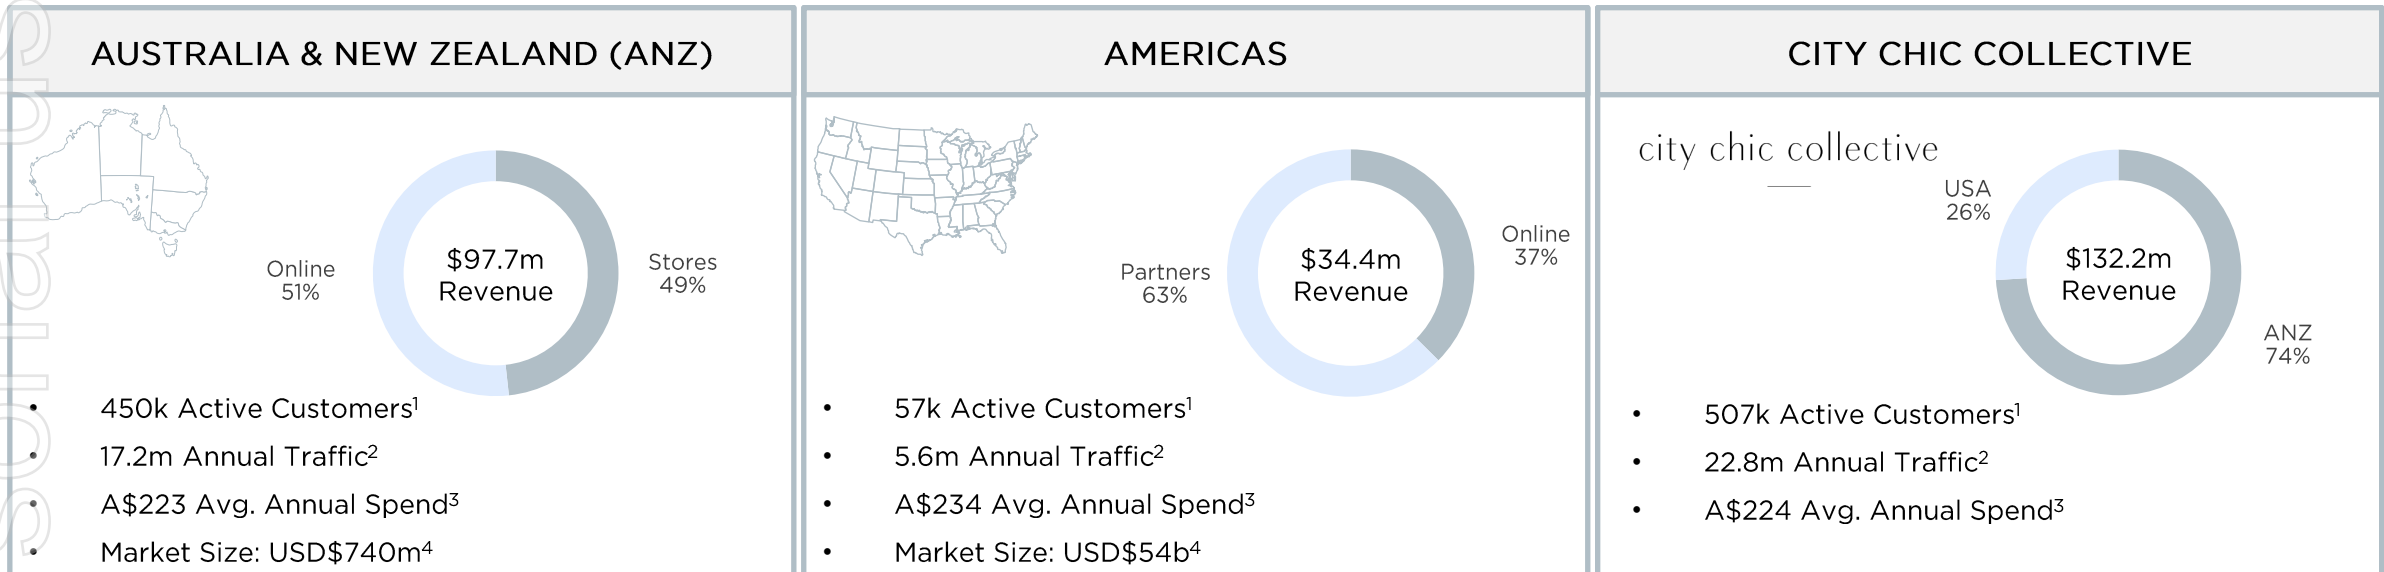 AUSTRALIA & NEW ZEALAND (ANZ)
Online
51%
$97.7m
Revenue
Stores
49%
• 450k Active Customers¹
• 17.2m Annual Traffic²
• A$223 Avg. Annual Spend³
• Market Size: USD$740m⁴
AMERICAS
Partners
63%
$34.4m
Revenue
Online
37%
• 57k Active Customers¹
• 5.6m Annual Traffic²
• A$234 Avg. Annual Spend³
• Market Size: USD$54b⁴
CITY CHIC COLLECTIVE
city chic collective
USA
26%
$132.2m
Revenue
ANZ
74%
• 507k Active Customers¹
• 22.8m Annual Traffic²
• A$224 Avg. Annual Spend³